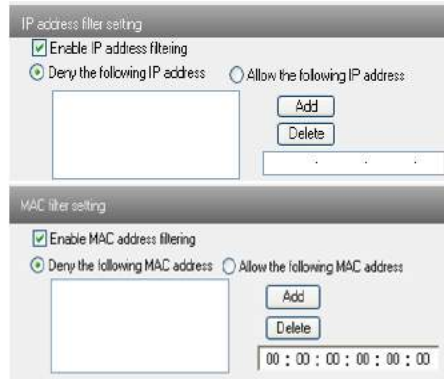 IP address filter setting
Enable IP address filtering
Deny the following IP address Allow the following IP address
Add
Delete
. . .
MAC filter setting
Enable MAC address filtering
Deny the following MAC address Allow the following MAC address
Add
Delete
00 : 00 : 00 : 00 : 00 : 00